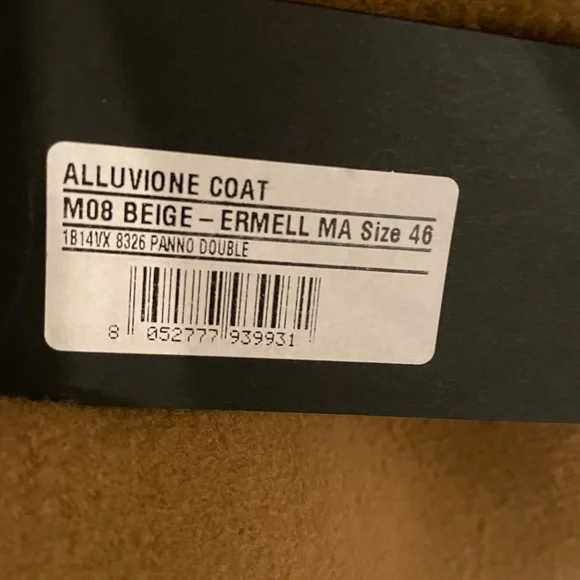 ALLUVIONE COAT
M08 BEIGE – ERMELL MA Size 46
1B14VX 8326 PANNO DOUBLE
8 052777 939931